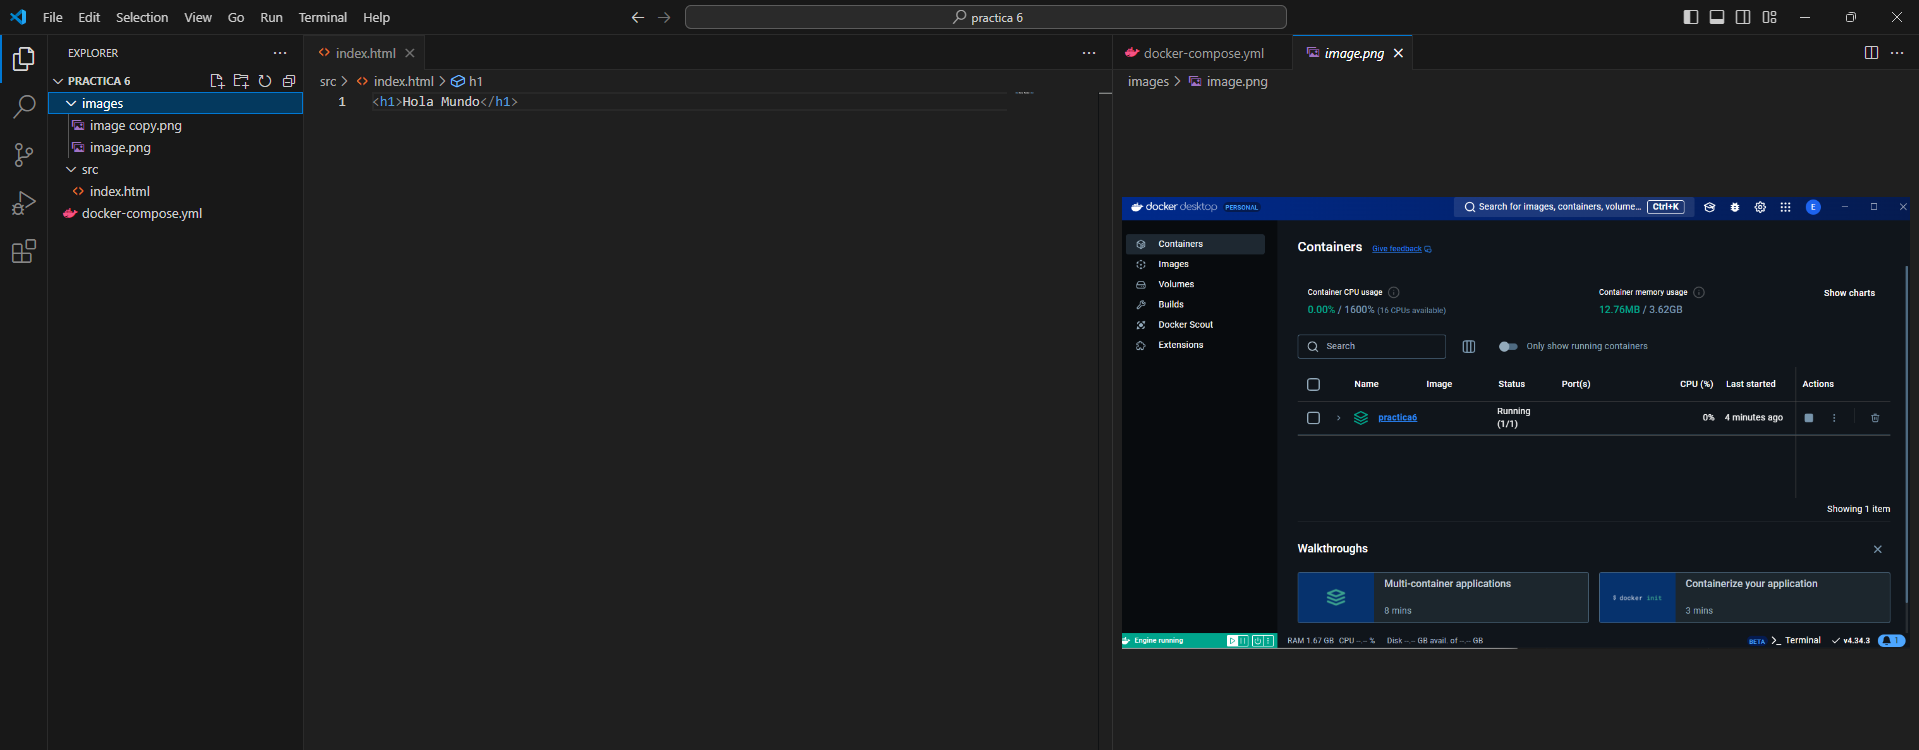 File Edit Selection View Go Run Terminal Help
practica 6
EXPLORER
PRACTICA 6
images
image copy.png
image.png
src
index.html
docker-compose.yml
index.html
src > index.html > h1
1 <h1>Hola Mundo</h1>
docker-compose.yml
image.png
images > image.png
docker desktop PERSONAL
Search for images, containers, volume... Ctrl+K
E
Containers
Images
Volumes
Builds
Docker Scout
Extensions
Containers Give feedback
Container CPU usage
0.00% / 1600% (16 CPUs available)
Container memory usage
12.76MB / 3.62GB
Show charts
Search
Only show running containers
Name Image Status Port(s) CPU (%) Last started Actions
practica6 Running (1/1) 0% 4 minutes ago
Showing 1 item
Walkthroughs
Multi-container applications
8 mins
$ docker init
Containerize your application
3 mins
Engine running
RAM 1.67 GB CPU --.-- % Disk --.-- GB avail. of --.-- GB
BETA >_ Terminal v4.34.3 1